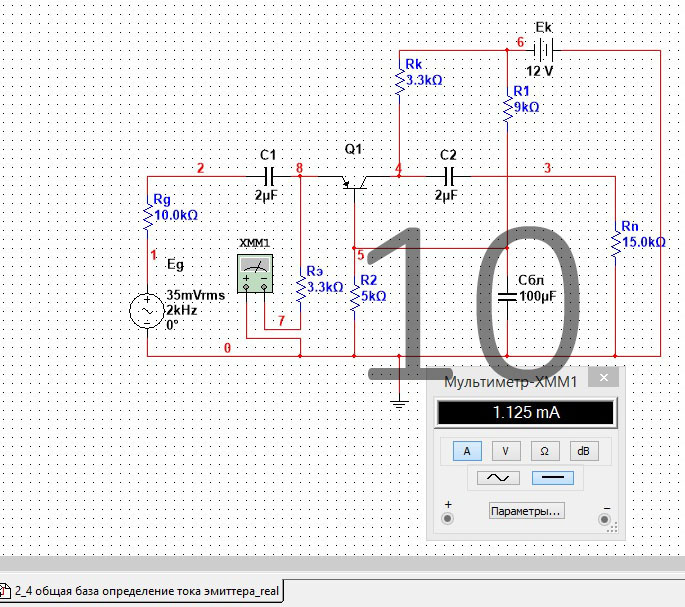 Ek
6
12 V
Rk
3.3kΩ
R1
9kΩ
C1
Q1
C2
2
8
4
3
2µF
2µF
Rg
10.0kΩ
Rn
15.0kΩ
XMM1
5
1
Eg
Rэ
3.3kΩ
R2
5kΩ
Cбл
100µF
35mVrms
2kHz
0°
7
0
10
Мультиметр-XMM1
1.125 mA
A V Ω dB
+ –
Параметры...
2_4 общая база определение тока эмиттера_real